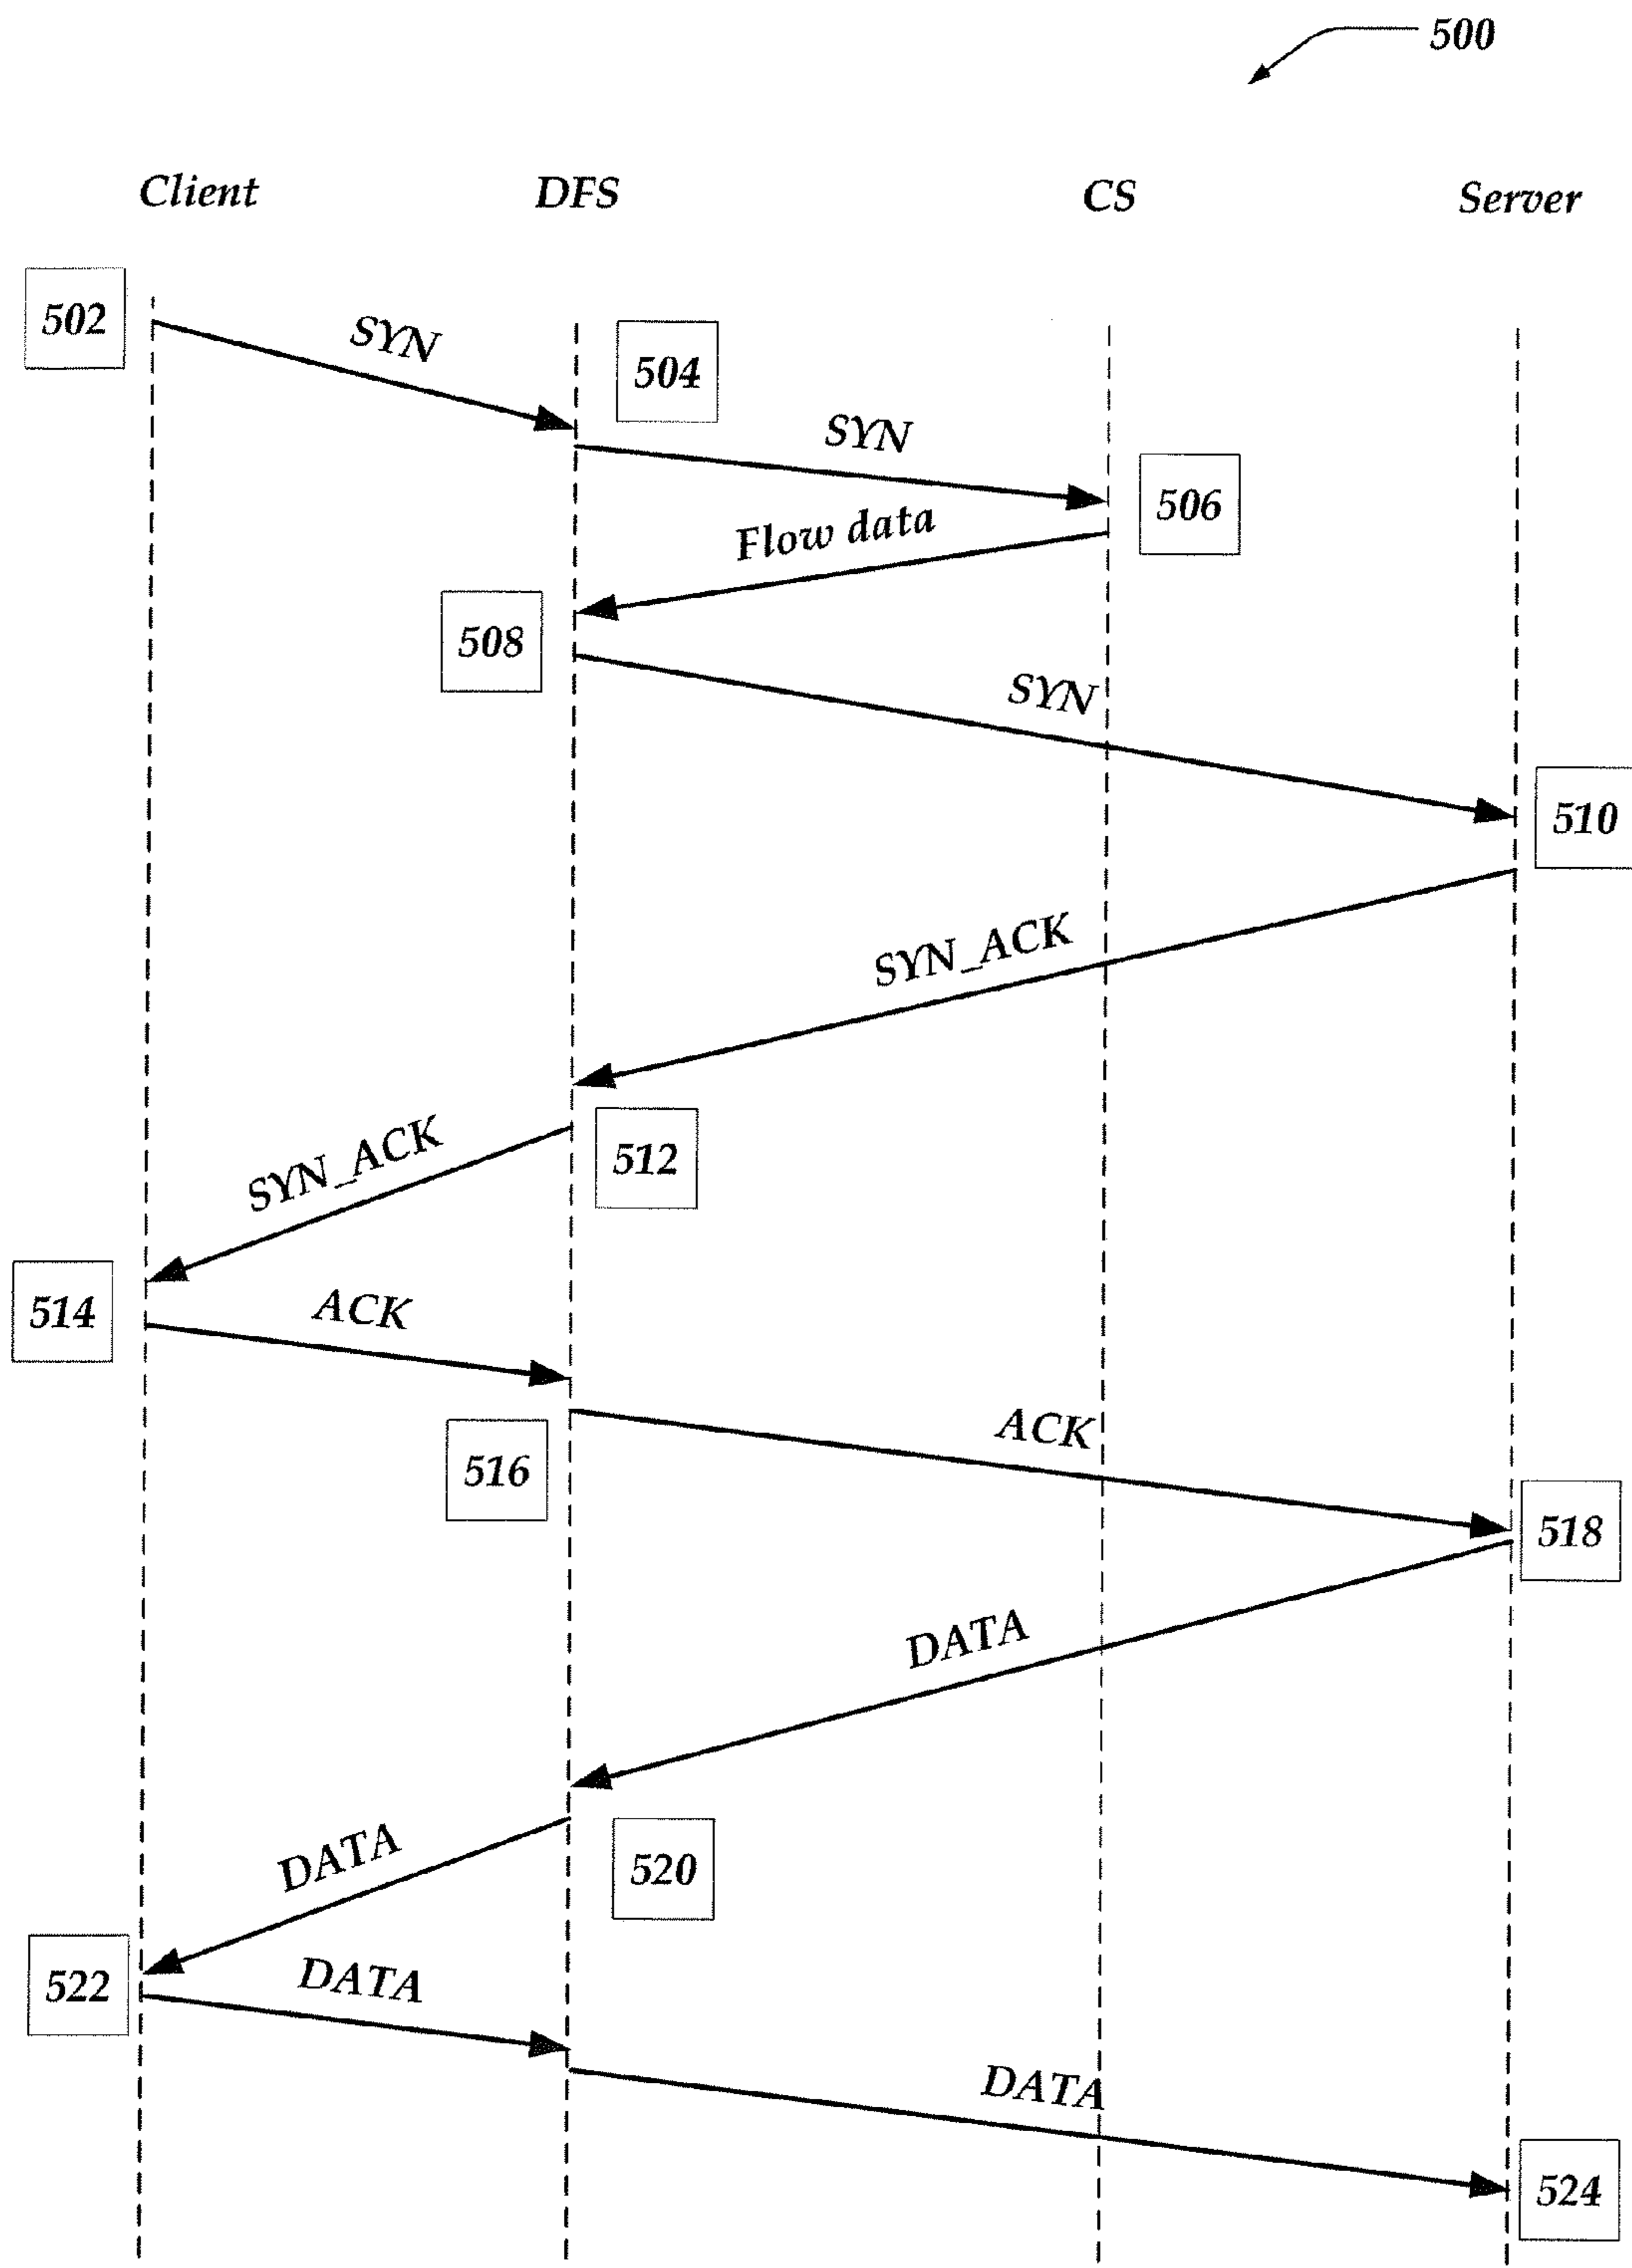 500
Client DFS CS Server
502
SYN
504
SYN
506
Flow data
508
SYN
510
SYN_ACK
512
SYN_ACK
514
ACK
516
ACK
518
DATA
520
DATA
522
DATA
DATA
524